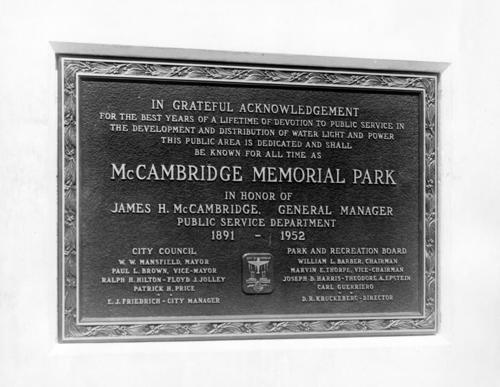 IN GRATEFUL ACKNOWLEDGEMENT
FOR THE BEST YEARS OF A LIFETIME OF DEVOTION TO PUBLIC SERVICE IN
THE DEVELOPMENT AND DISTRIBUTION OF WATER LIGHT AND POWER
THIS PUBLIC AREA IS DEDICATED AND SHALL
BE KNOWN FOR ALL TIME AS
McCAMBRIDGE MEMORIAL PARK
IN HONOR OF
JAMES H. McCAMBRIDGE, GENERAL MANAGER
PUBLIC SERVICE DEPARTMENT
1891 - 1952
CITY COUNCIL
W. W. MANSFIELD, MAYOR
PAUL L. BROWN, VICE-MAYOR
RALPH H. HILTON - FLOYD J. JOLLEY
PATRICK H. PRICE
E. J. FRIEDRICH - CITY MANAGER
PARK AND RECREATION BOARD
WILLIAM L. BARBER, CHAIRMAN
MARVIN E. THORPE, VICE-CHAIRMAN
JOSEPH D. HARRIS - THEODORE A. EPSTEIN
CARL GUERRIERO
D. R. KRUCKEBERG - DIRECTOR